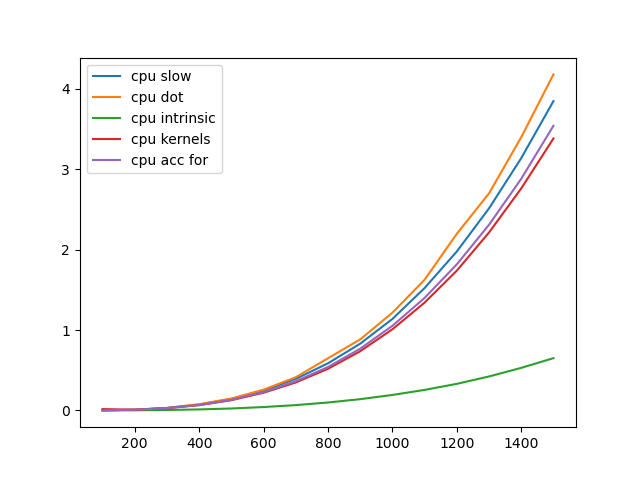 cpu slow
cpu dot
cpu intrinsic
cpu kernels
cpu acc for
4
3
2
1
0
200 400 600 800 1000 1200 1400